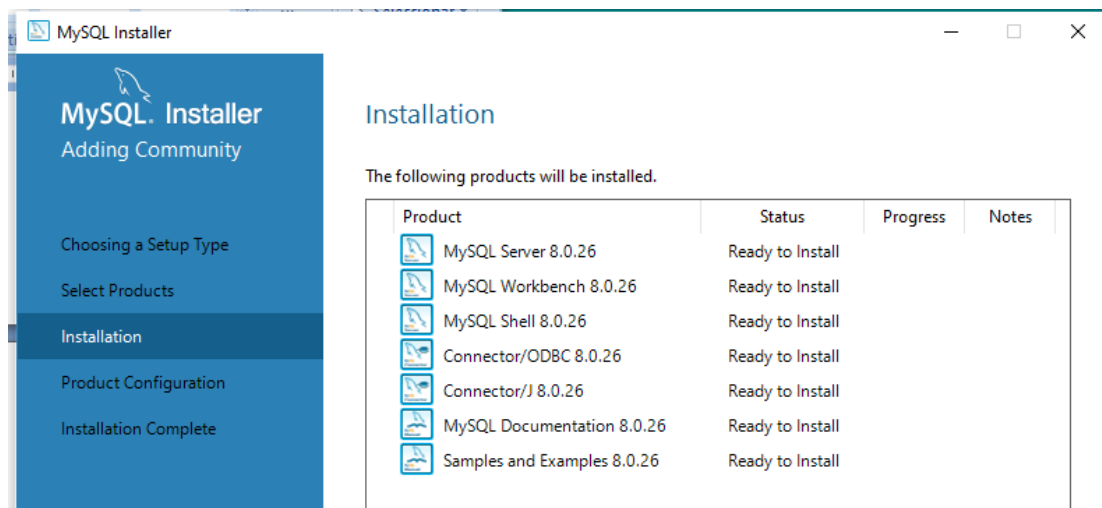 Seleccionar
MySQL Installer
MySQL. Installer
Adding Community
Choosing a Setup Type
Select Products
Installation
Product Configuration
Installation Complete
Installation
The following products will be installed.
Product Status Progress Notes
MySQL Server 8.0.26 Ready to Install
MySQL Workbench 8.0.26 Ready to Install
MySQL Shell 8.0.26 Ready to Install
Connector/ODBC 8.0.26 Ready to Install
Connector/J 8.0.26 Ready to Install
MySQL Documentation 8.0.26 Ready to Install
Samples and Examples 8.0.26 Ready to Install